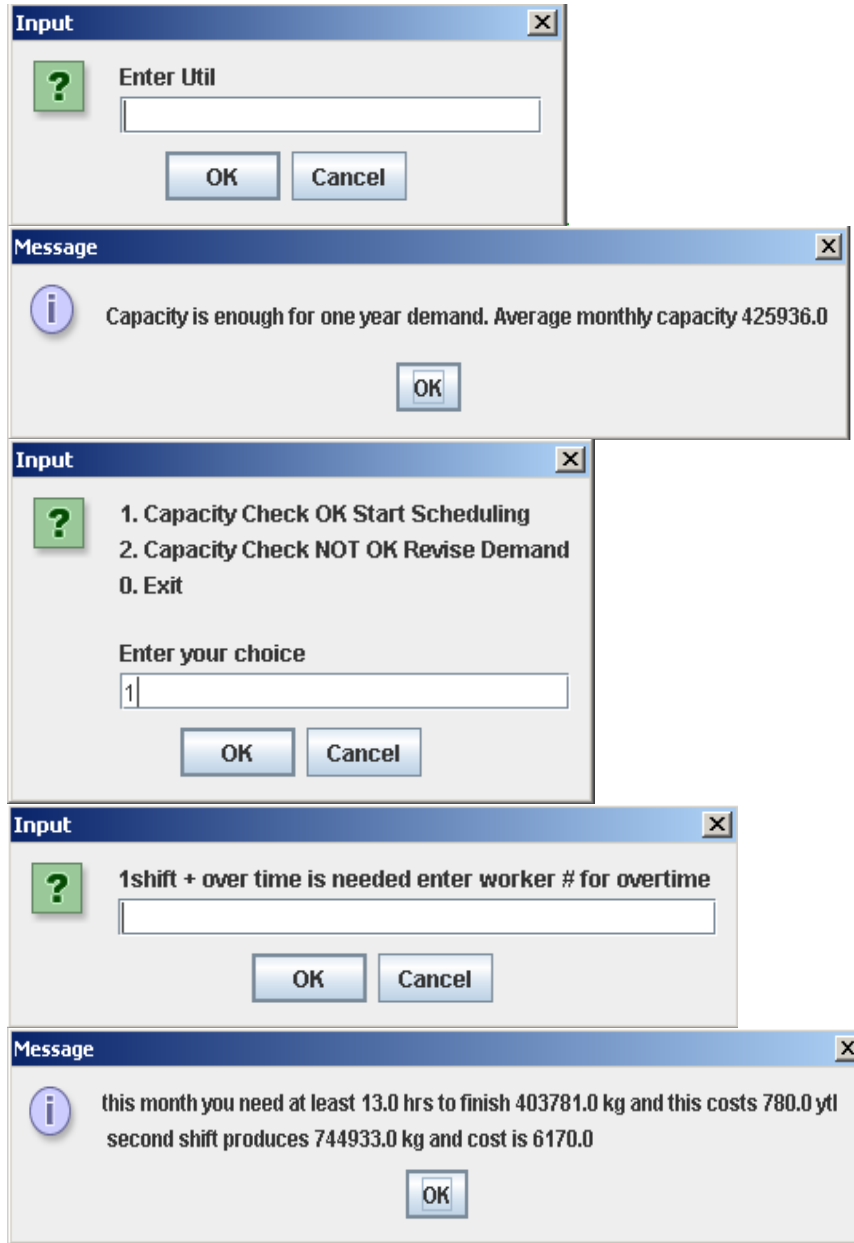 Input
Enter Util
OK Cancel
Message
Capacity is enough for one year demand. Average monthly capacity 425936.0
OK
Input
1. Capacity Check OK Start Scheduling
2. Capacity Check NOT OK Revise Demand
0. Exit
Enter your choice
1
OK Cancel
Input
1shift + over time is needed enter worker # for overtime
OK Cancel
Message
this month you need at least 13.0 hrs to finish 403781.0 kg and this costs 780.0 ytl
second shift produces 744933.0 kg and cost is 6170.0
OK